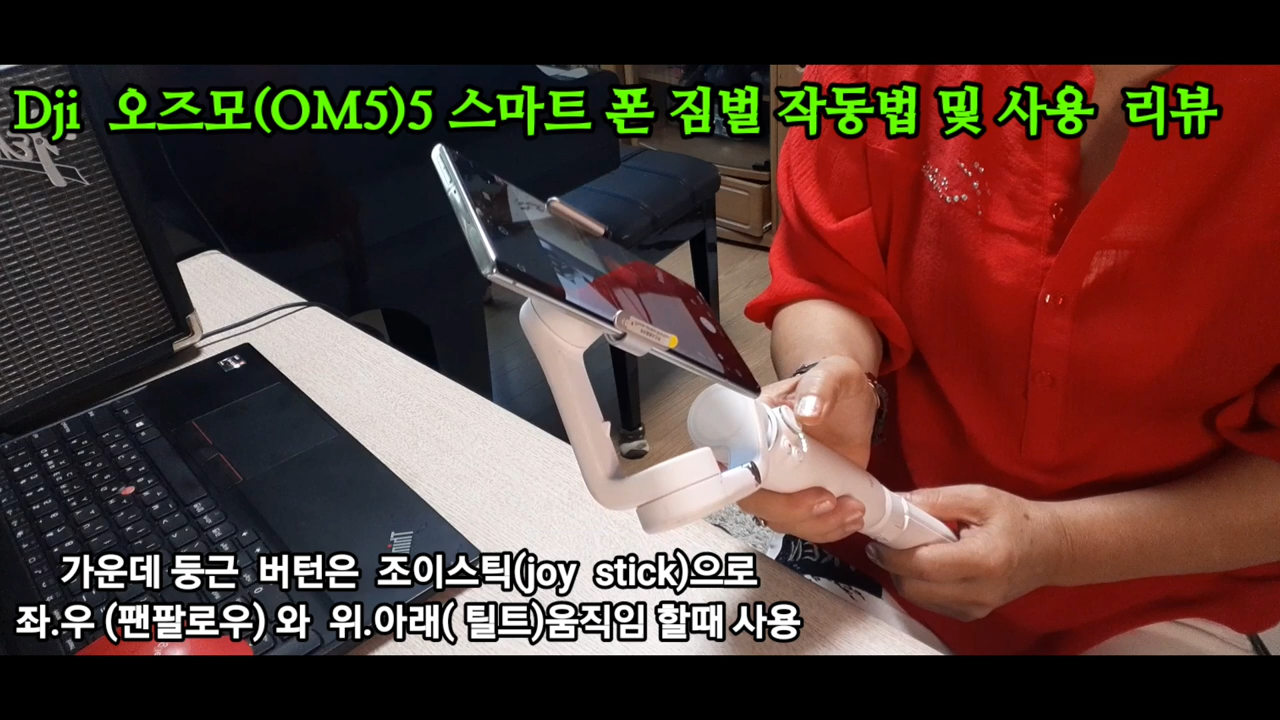 Dji 오즈모(OM5)5 스마트 폰 짐벌 작동볍 및 사용 리뷰
가운데 둥근 버턴은 조이스틱(joy stick)으로
좌.우 (팬팔로우) 와 위.아래( 틸트)움직임 할때 사용